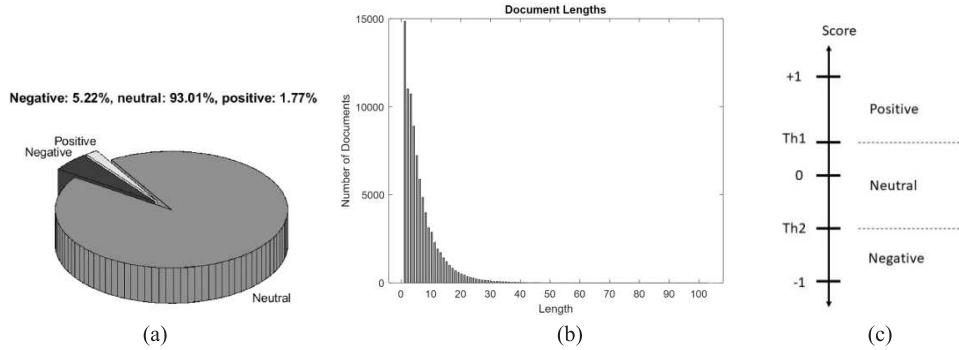 Negative: 5.22%, neutral: 93.01%, positive: 1.77%
Positive
Negative
Neutral
(a)
Document Lengths
Number of Documents
15000
10000
5000
0
0 10 20 30 40 50 60 70 80 90 100
Length
(b)
Score
+1
Positive
Th1
0
Neutral
Th2
Negative
-1
(c)